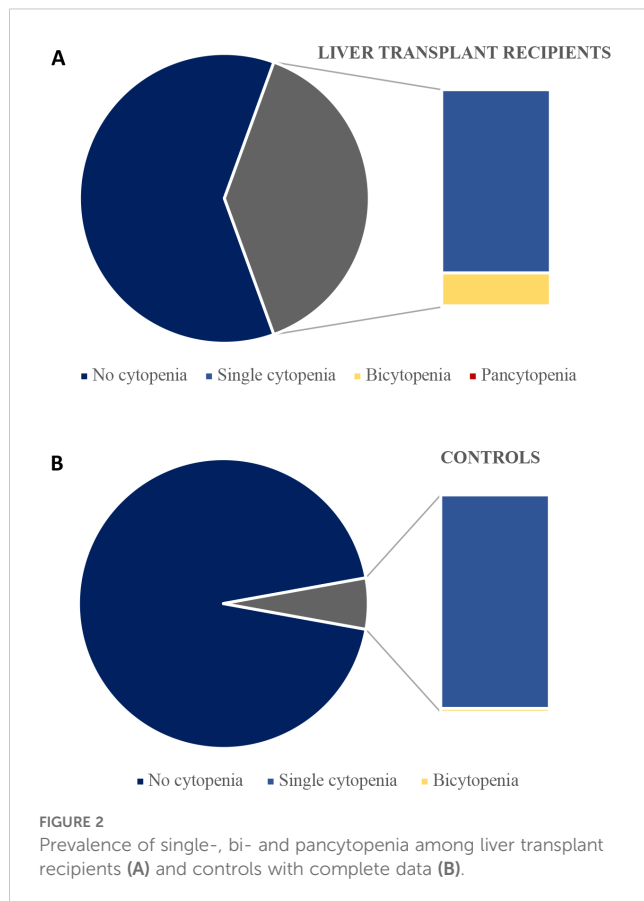 A
LIVER TRANSPLANT RECIPIENTS
No cytopenia Single cytopenia Bicytopenia Pancytopenia
B
CONTROLS
No cytopenia Single cytopenia Bicytopenia
FIGURE 2
Prevalence of single-, bi- and pancytopenia among liver transplant
recipients (A) and controls with complete data (B).